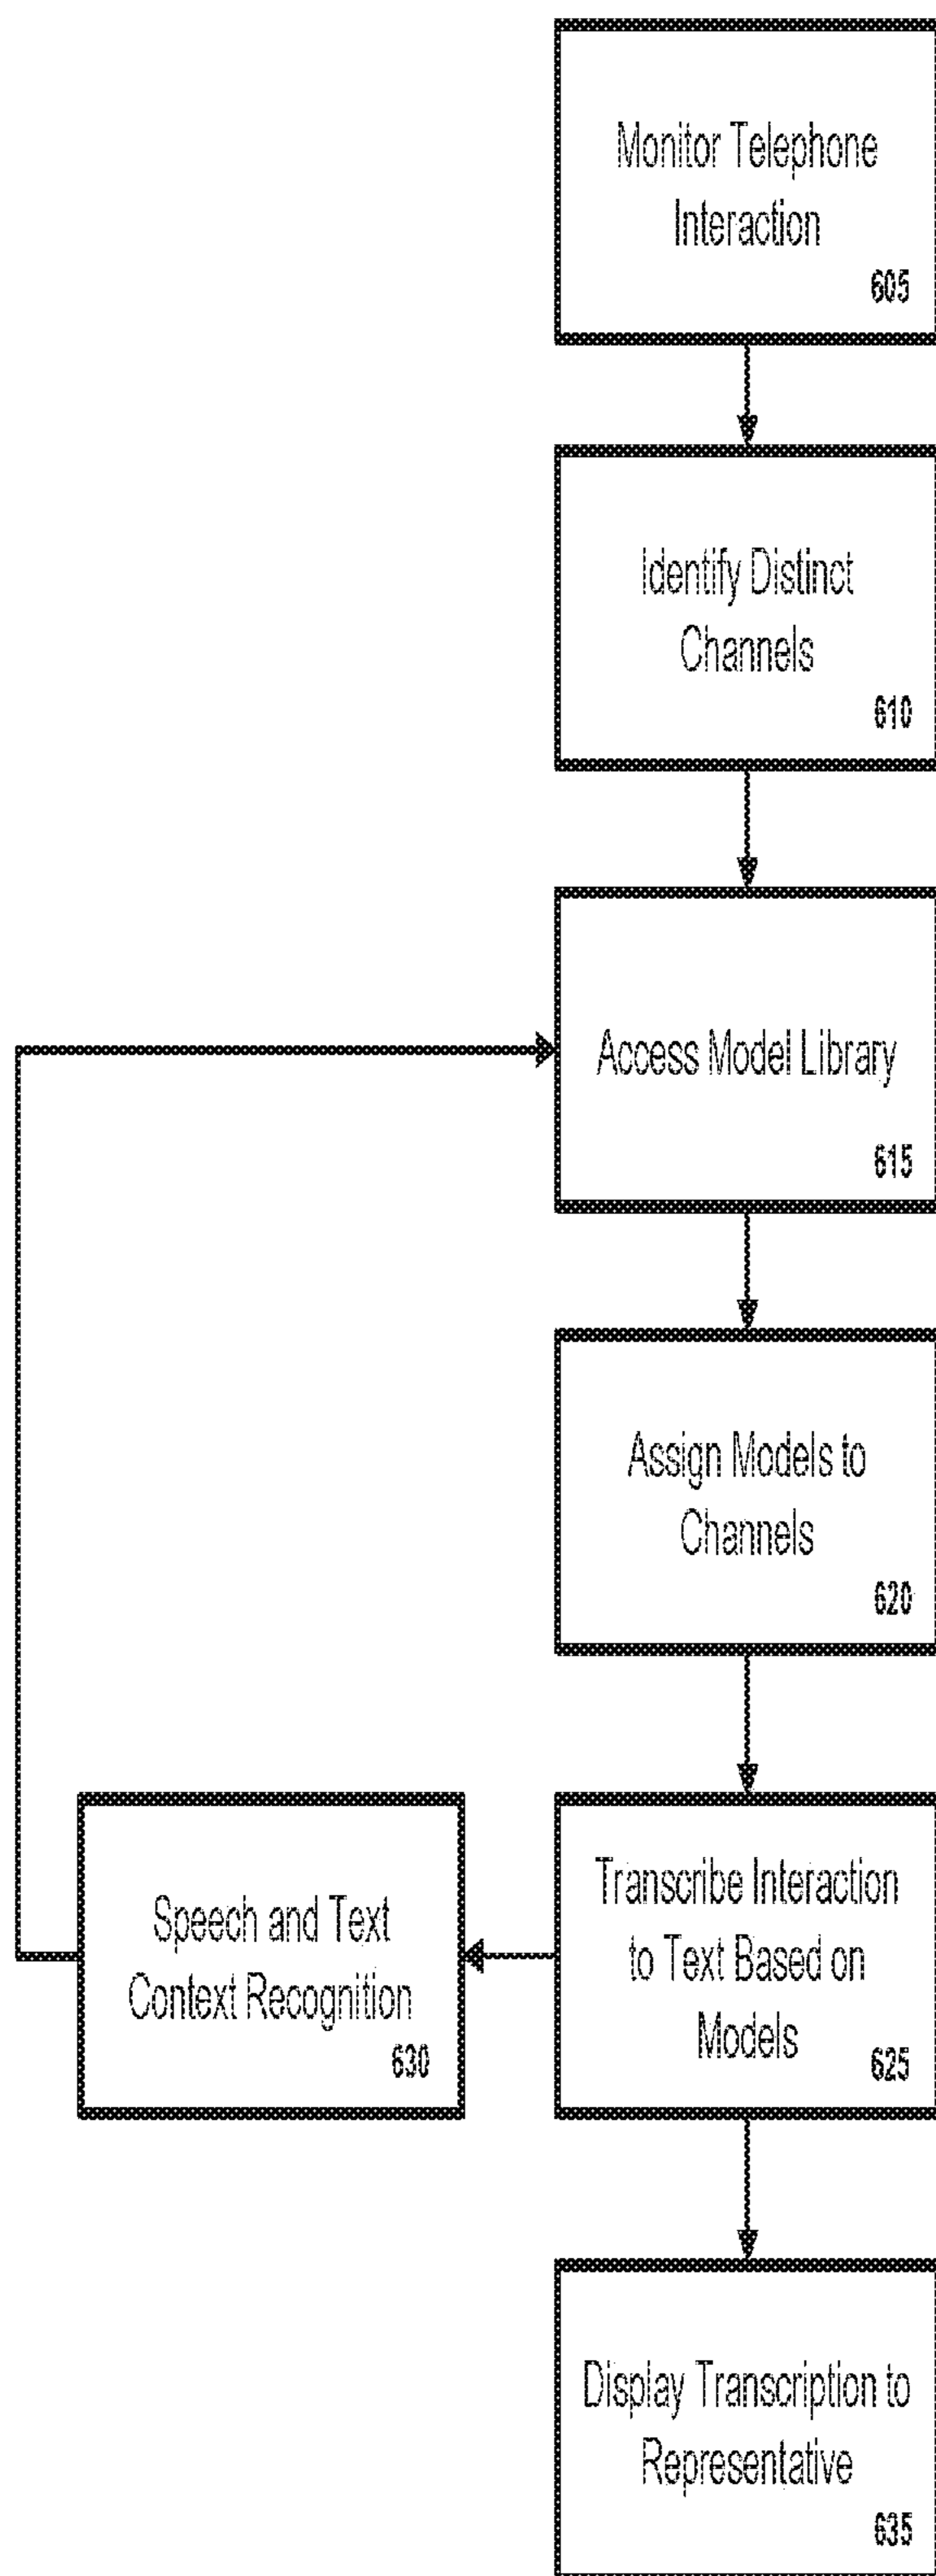 Monitor Telephone
Interaction
605
Identify Distinct
Channels
610
Access Model Library
615
Assign Models to
Channels
620
Transcribe Interaction
to Text Based on
Models
625
Speech and Text
Context Recognition
630
Display Transcription to
Representative
635